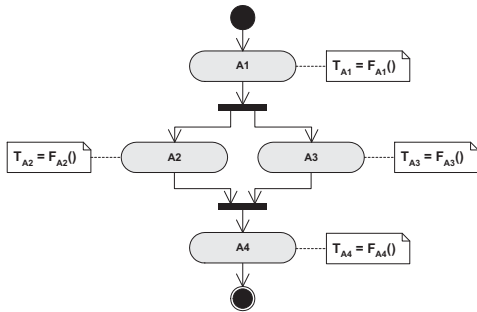 A1
T_A1 = F_A1()
T_A2 = F_A2()
A2
A3
T_A3 = F_A3()
A4
T_A4 = F_A4()